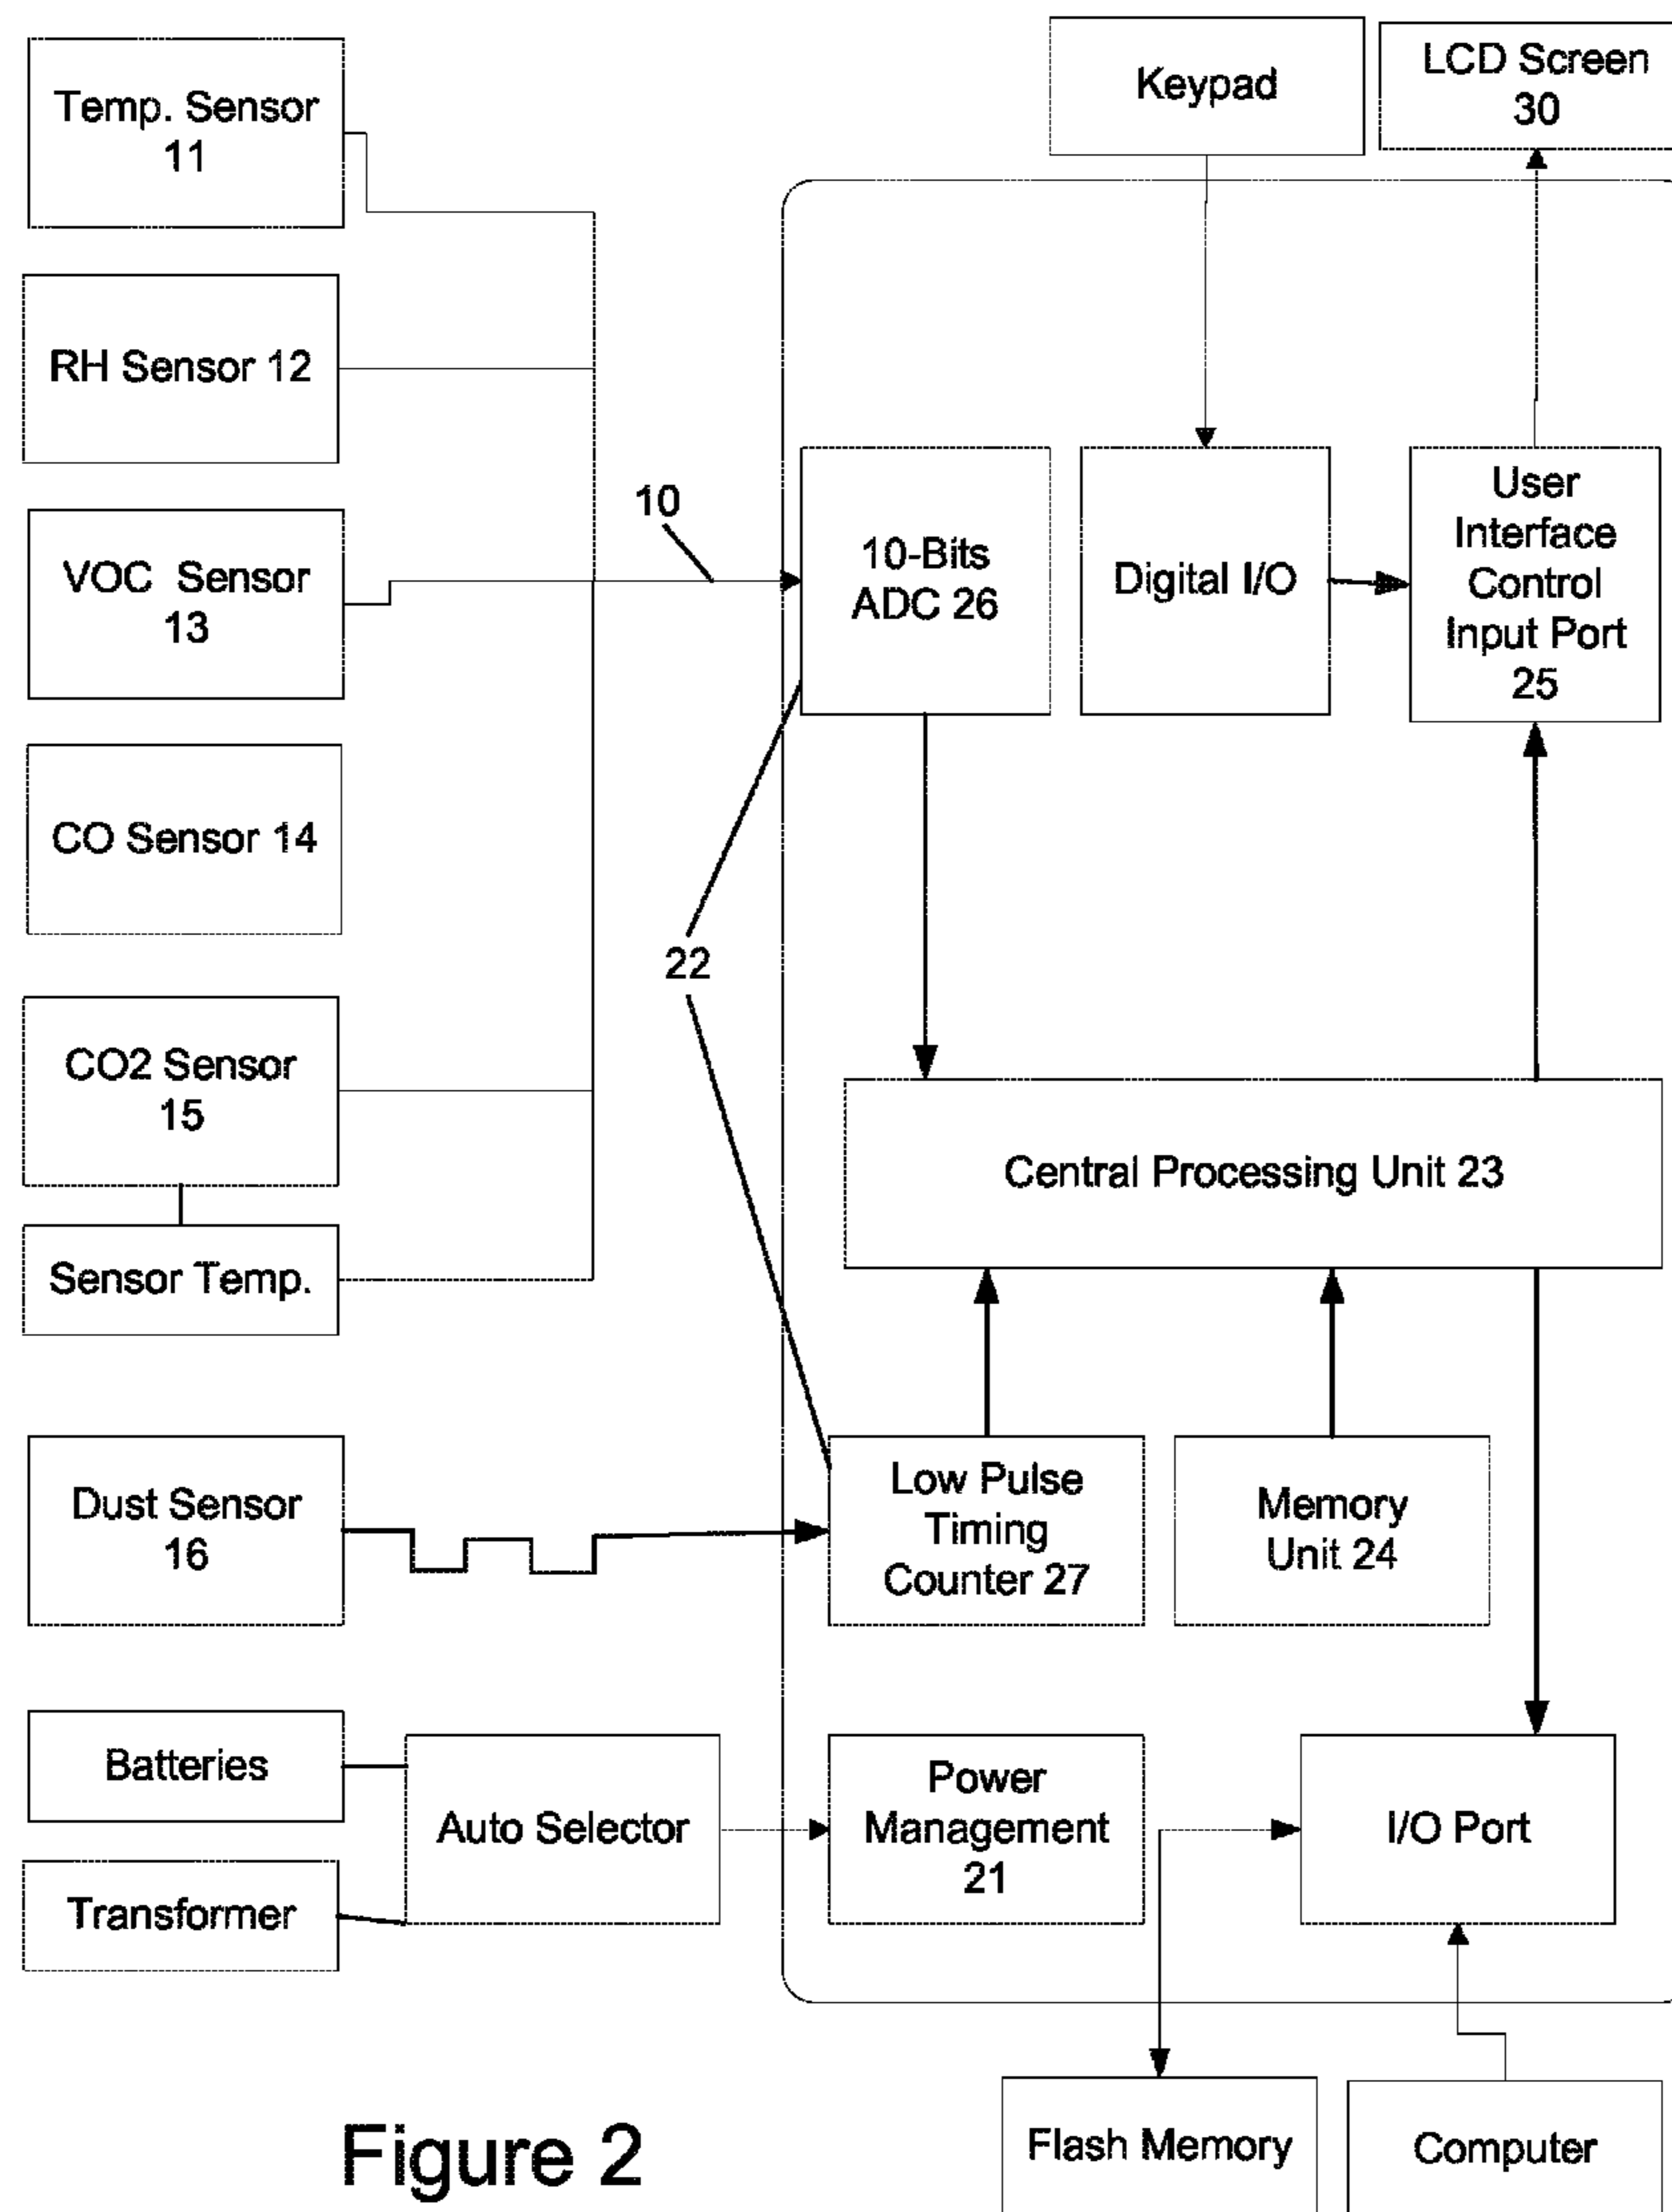 Temp. Sensor
11
Keypad
LCD Screen
30
RH Sensor 12
VOC Sensor
13
10
10-Bits
ADC 26
Digital I/O
User
Interface
Control
Input Port
25
CO Sensor 14
22
CO2 Sensor
15
Central Processing Unit 23
Sensor Temp.
Dust Sensor
16
Low Pulse
Timing
Counter 27
Memory
Unit 24
Batteries
Auto Selector
Power
Management
21
I/O Port
Transformer
Flash Memory
Computer
Figure 2